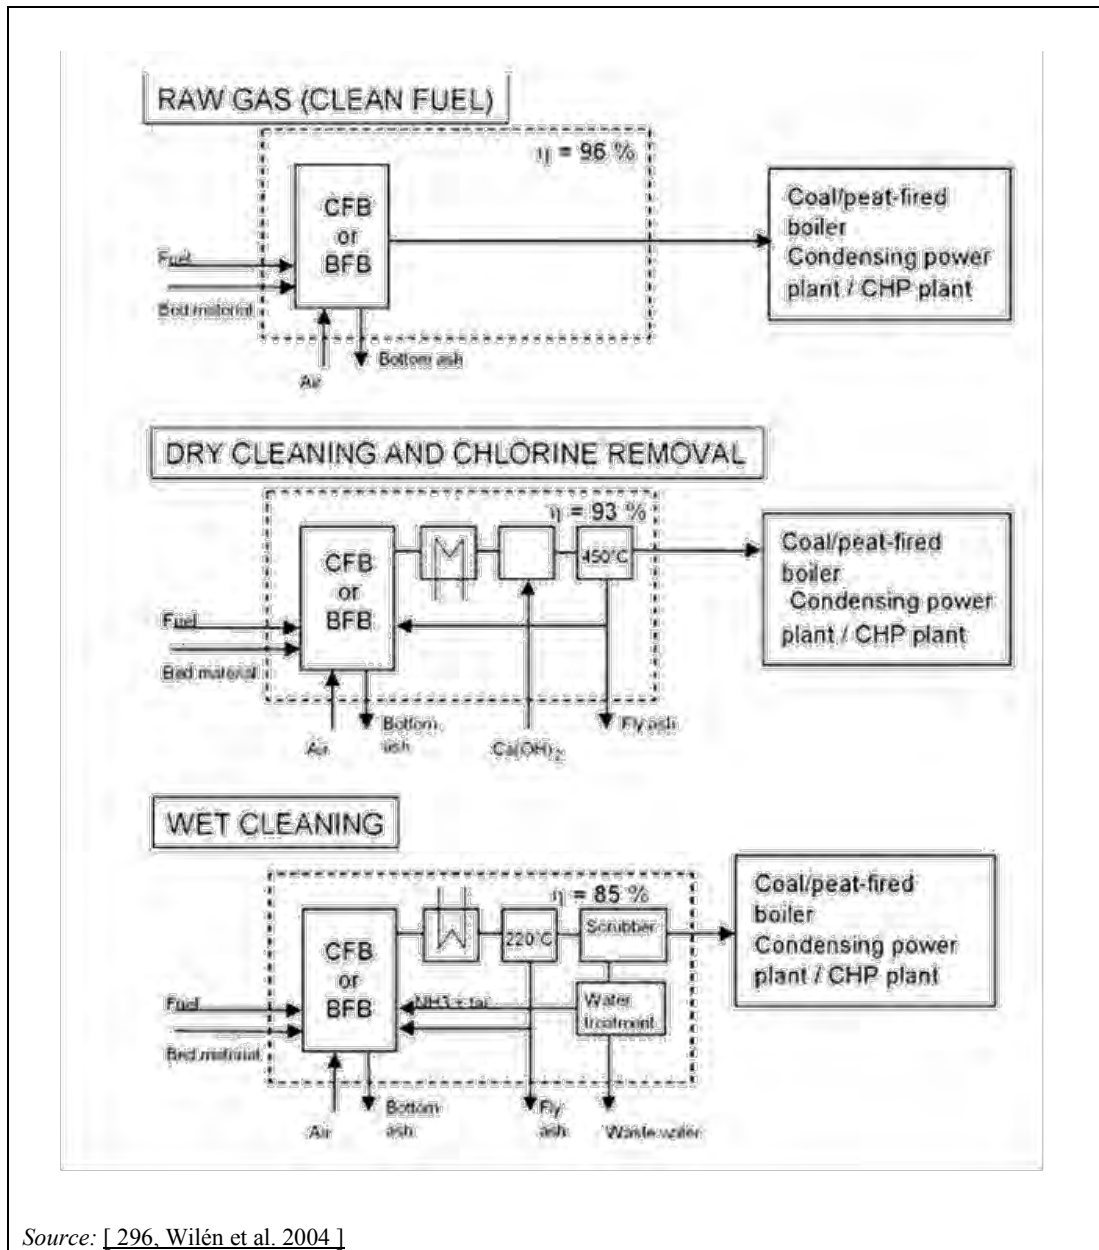 RAW GAS (CLEAN FUEL)
η = 96 %
CFB
or
BFB
Fuel
Bed material
Air
Bottom ash
Coal/peat-fired
boiler
Condensing power
plant / CHP plant
DRY CLEANING AND CHLORINE REMOVAL
η = 93 %
CFB
or
BFB
450°C
Fuel
Bed material
Air
Bottom
ash
Ca(OH)₂
Fly ash
Coal/peat-fired
boiler
Condensing power
plant / CHP plant
WET CLEANING
η = 85 %
CFB
or
BFB
220°C
Scrubber
NH3 + tar
Water
treatment
Fuel
Bed material
Air
Bottom
ash
Fly
ash
Waste water
Coal/peat-fired
boiler
Condensing power
plant / CHP plant
Source: [ 296, Wilén et al. 2004 ]